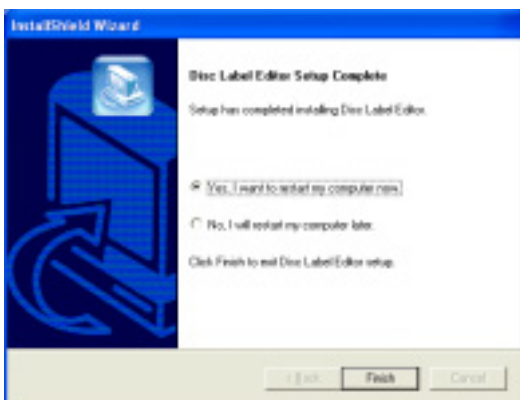 InstallShield Wizard
Disc Label Editor Setup Complete
Setup has completed installing Disc Label Editor.
Yes, I want to restart my computer now.
No, I will restart my computer later.
Click Finish to exit Disc Label Editor setup.
< Back Finish Cancel